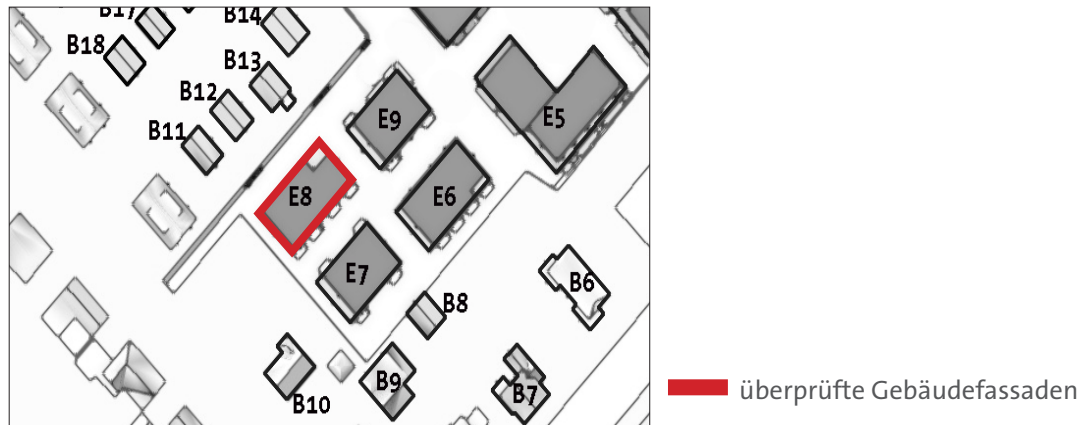 B17
B14
B18
B13
B12
B11
E9
E5
E8
E6
E7
B8
B6
B9
B7
B10
überprüfte Gebäudefassaden